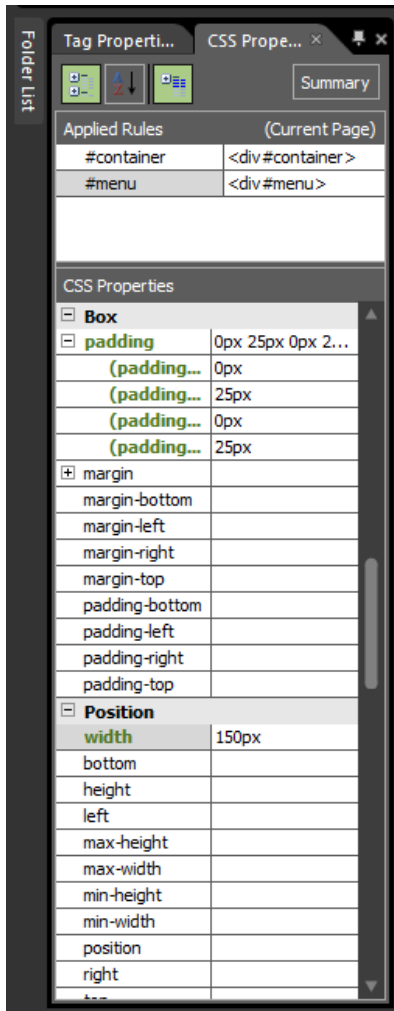 Folder List
Tag Properti... CSS Prope... ×
Summary
Applied Rules (Current Page)
#container <div#container>
#menu <div#menu>
CSS Properties
Box
padding 0px 25px 0px 2...
(padding... 0px
(padding... 25px
(padding... 0px
(padding... 25px
margin
margin-bottom
margin-left
margin-right
margin-top
padding-bottom
padding-left
padding-right
padding-top
Position
width 150px
bottom
height
left
max-height
max-width
min-height
min-width
position
right